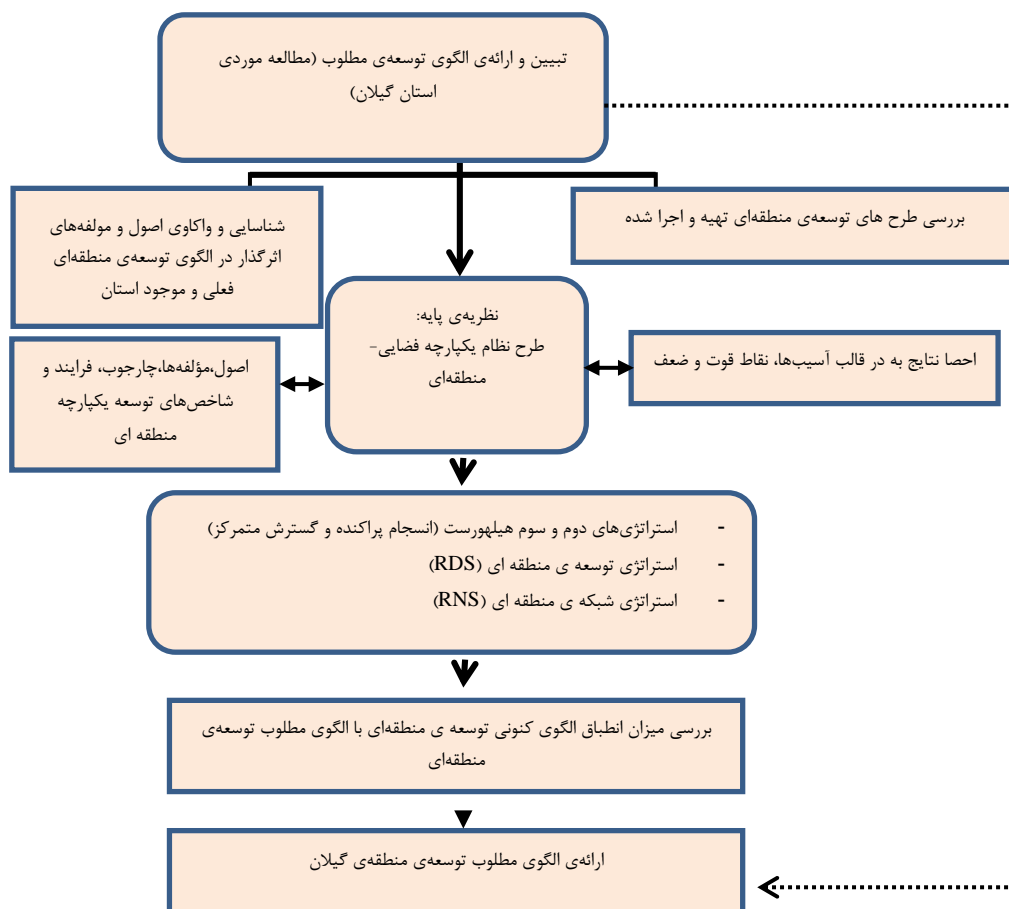 تبیین و ارائه‌ی الگوی توسعه‌ی مطلوب (مطالعه موردی
استان گیلان)
بررسی طرح های توسعه‌ی منطقه‌ای تهیه و اجرا شده
شناسایی و واکاوی اصول و مولفه‌های
اثرگذار در الگوی توسعه‌ی منطقه‌ای
فعلی و موجود استان
نظریه‌ی پایه:
طرح نظام یکپارچه فضایی-
منطقه‌ای
احصا نتایج به در قالب آسیب‌ها، نقاط قوت و ضعف
اصول،مؤلفه‌ها،چارجوب، فرایند و
شاخص‌های توسعه یکپارچه
منطقه ای
- استراتژی‌های دوم و سوم هیلهورست (انسجام پراکنده و گسترش متمرکز)
- استراتژی توسعه ی منطقه ای (RDS)
- استراتژی شبکه ی منطقه ای (RNS)
بررسی میزان انطباق الگوی کنونی توسعه ی منطقه‌ای با الگوی مطلوب توسعه‌ی
منطقه‌ای
ارائه‌ی الگوی مطلوب توسعه‌ی منطقه‌ی گیلان